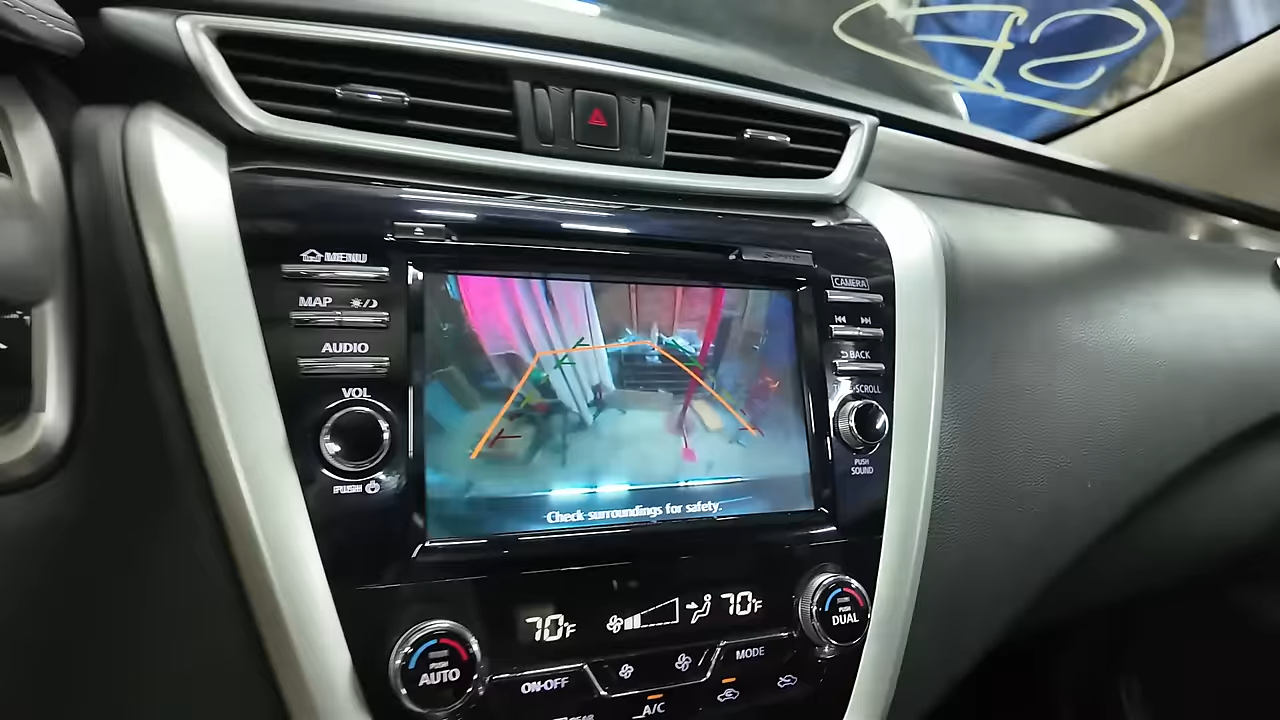 MENU
CAMERA
MAP
AUDIO
BACK
VOL
TUNE•SCROLL
PUSH
PUSH
SOUND
Check surroundings for safety.
70°F
70°F
PUSH
DUAL
PUSH
AUTO
ON•OFF
MODE
A/C